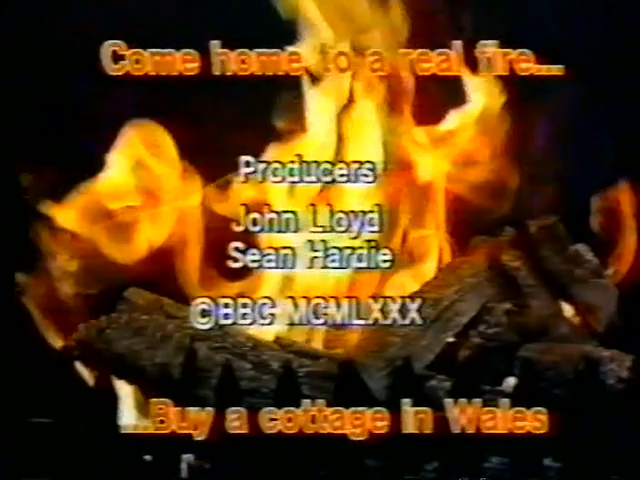 Come home to a real fire...
Producers
John Lloyd
Sean Hardie
©BBC MCMLXXX
...Buy a cottage in Wales